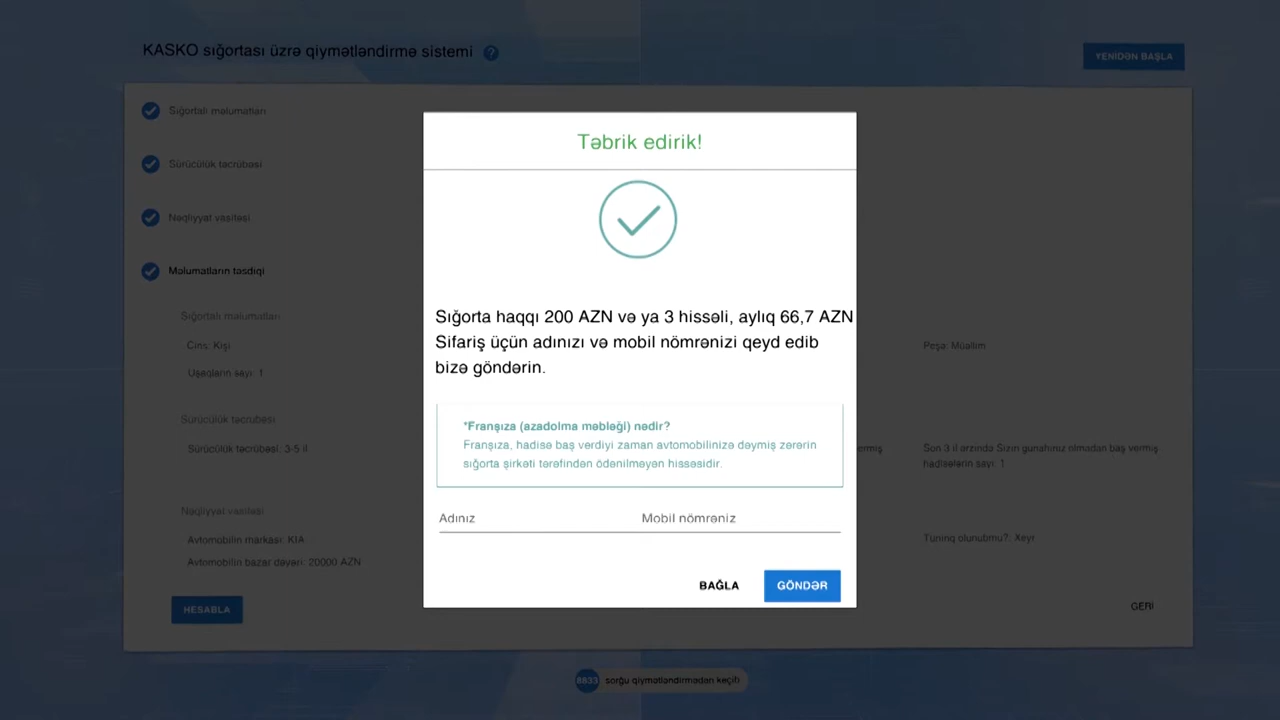 KASKO sığortası üzrə qiymətləndirmə sistemi ?
YENİDƏN BAŞLA
Sığortalı məlumatları
Sürücülük təcrübəsi
Nəqliyyat vasitəsi
Məlumatların təsdiqi
Sığortalı məlumatları
Cins: Kişi
Peşə: Müəllim
Uşaqların sayı: 1
Sürücülük təcrübəsi
Sürücülük təcrübəsi: 3-5 il
ermiş
Son 3 il ərzində Sizin günahınız olmadan baş vermiş
hadisələrin sayı: 1
Nəqliyyat vasitəsi
Avtomobilin markası: KIA
Tuninq olunubmu?: Xeyr
Avtomobilin bazar dəyəri: 20000 AZN
HESABLA
GERİ
8833 sorğu qiymətləndirmədən keçib
Təbrik edirik!
Sığorta haqqı 200 AZN və ya 3 hissəli, aylıq 66,7 AZN
Sifariş üçün adınızı və mobil nömrənizi qeyd edib
bizə göndərin.
*Franşıza (azadolma məbləği) nədir?
Franşıza, hadisə baş verdiyi zaman avtomobilinizə dəymiş zərərin
sığorta şirkəti tərəfindən ödənilməyən hissəsidir.
Adınız
Mobil nömrəniz
BAĞLA
GÖNDƏR